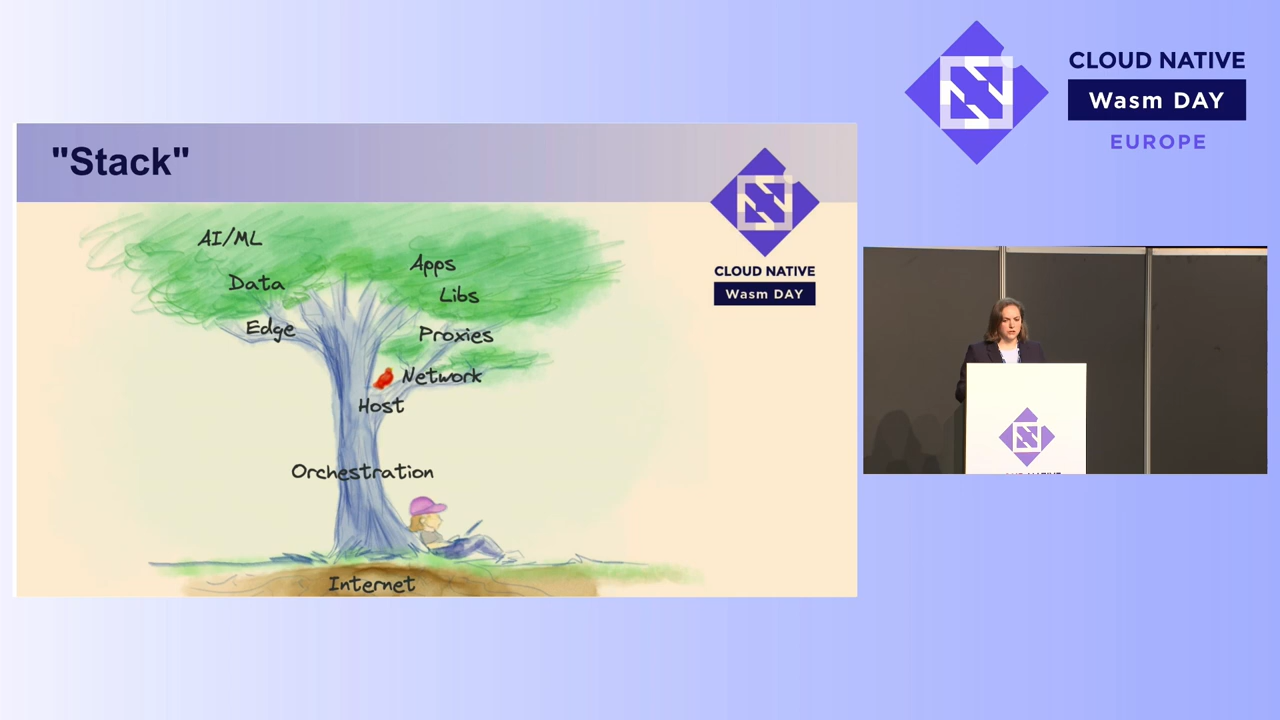 CLOUD NATIVE
Wasm DAY
EUROPE
"Stack"
CLOUD NATIVE
Wasm DAY
AI/ML
Apps
Data
Libs
Edge
Proxies
Network
Host
Orchestration
Internet